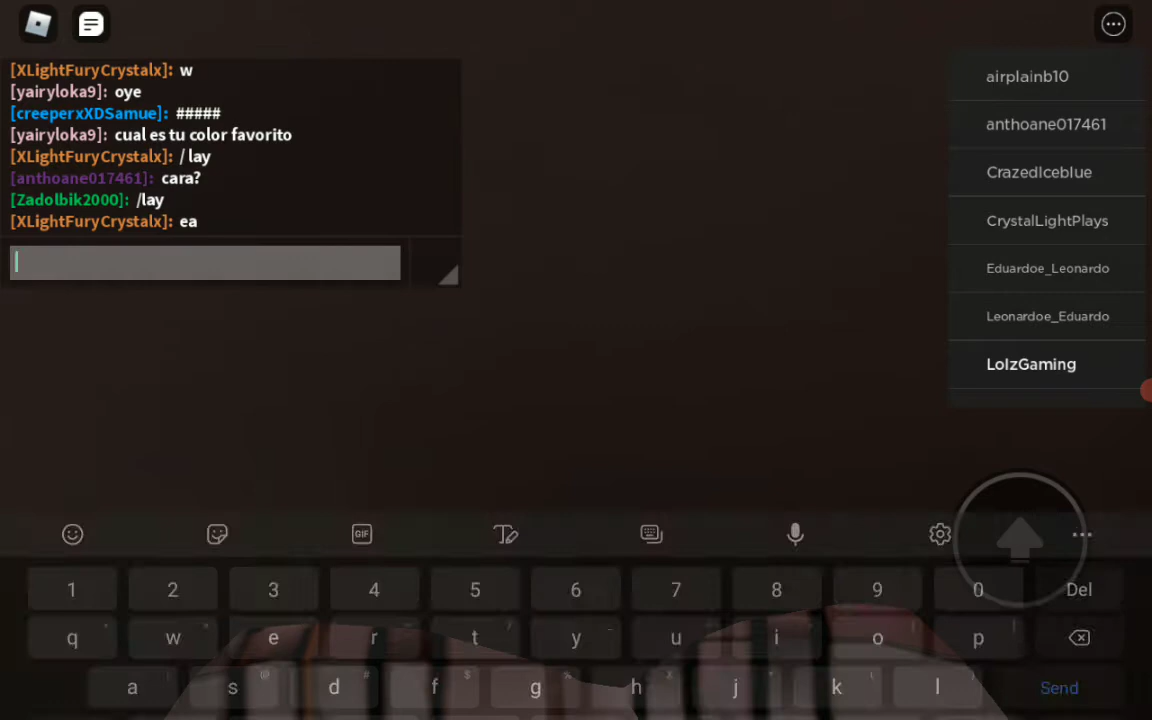 [XLightFuryCrystalx]: w
[yairyloka9]: oye
[creeperxXDSamue]: #####
[yairyloka9]: cual es tu color favorito
[XLightFuryCrystalx]: / lay
[anthoane017461]: cara?
[Zadolbik2000]: /lay
[XLightFuryCrystalx]: ea
airplainb10
anthoane017461
CrazedIceblue
CrystalLightPlays
Eduardoe_Leonardo
Leonardoe_Eduardo
LolzGaming
GIF
1 2 3 4 5 6 7 8 9 0 Del
q w e r t y u i o p
a s d f g h j k l Send